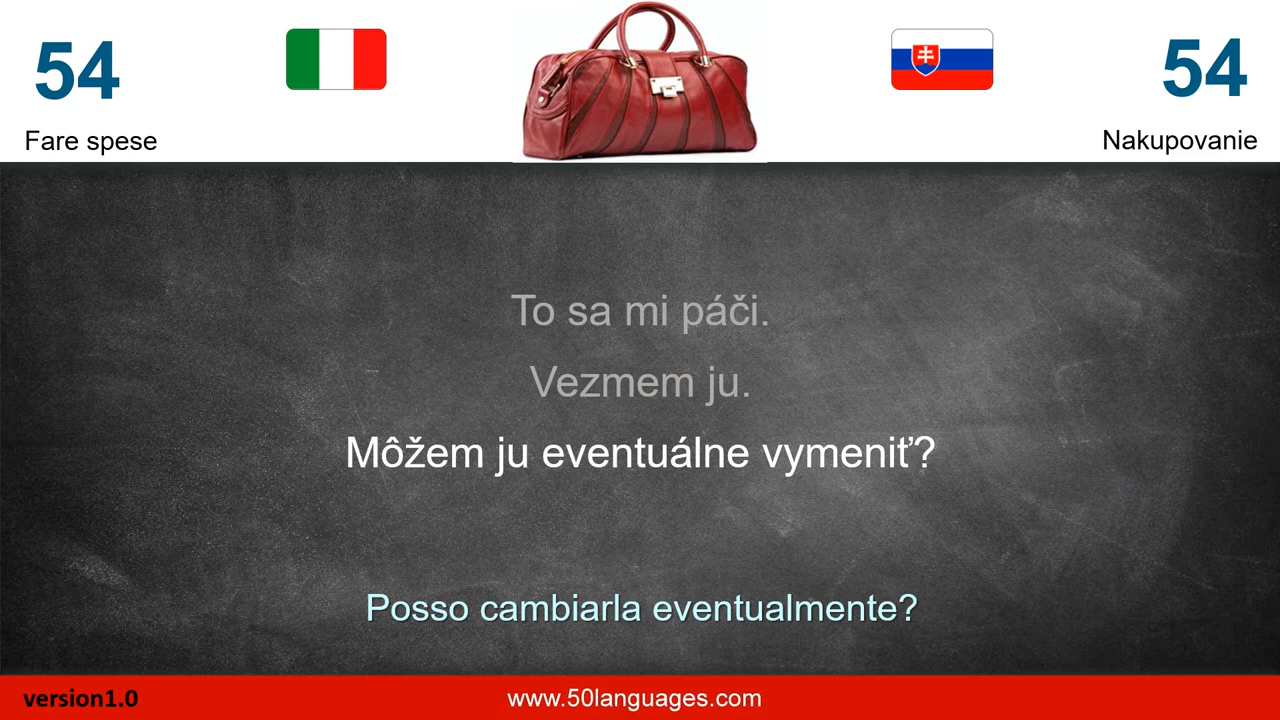 54
54
Fare spese
Nakupovanie
To sa mi páči.
Vezmem ju.
Môžem ju eventuálne vymeniť?
Posso cambiarla eventualmente?
version1.0
www.50languages.com